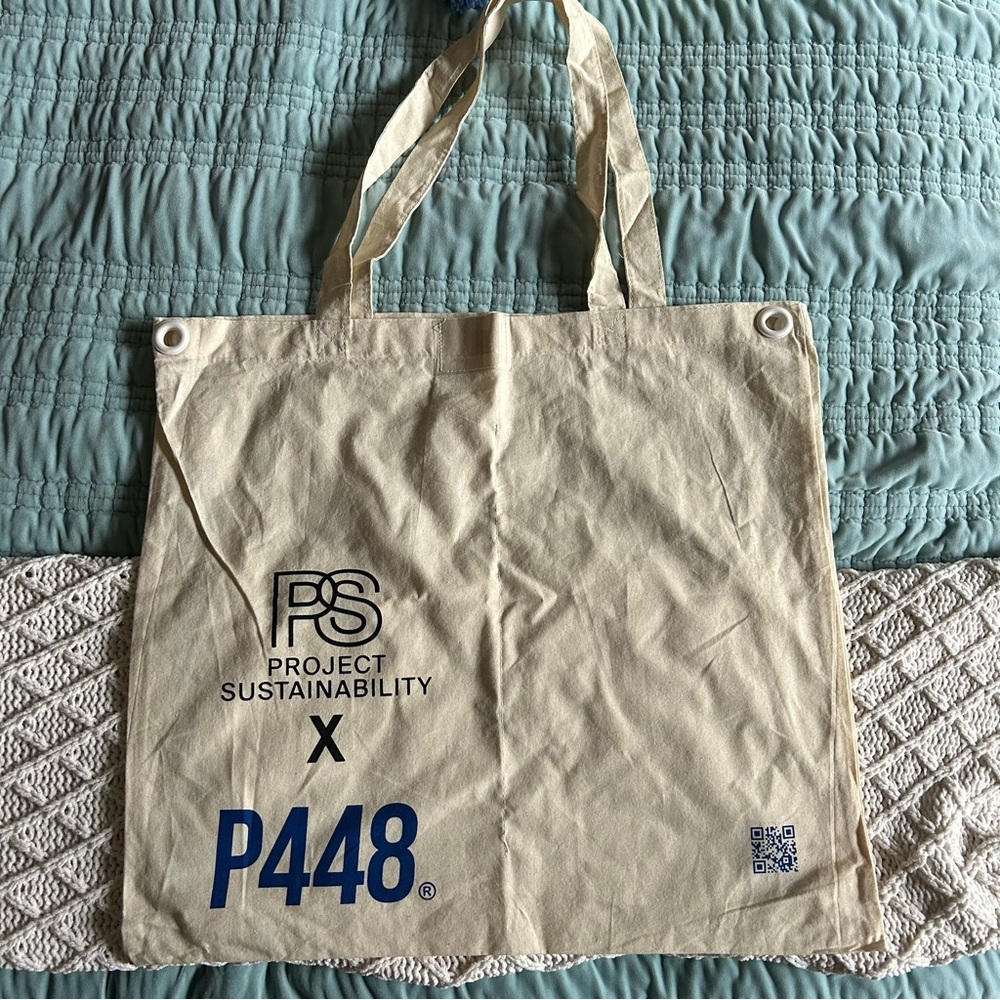 PS
PROJECT
SUSTAINABILITY
X
P448®